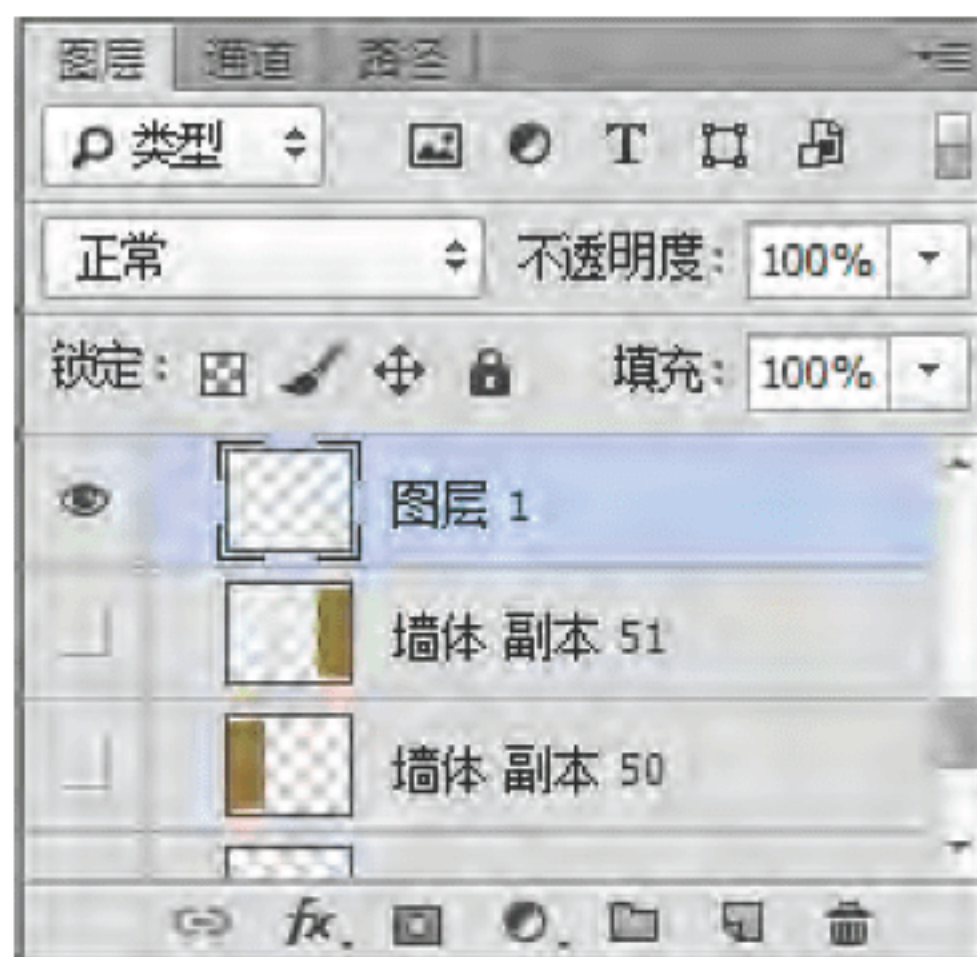 图层 通道 路径
类型 T
正常 不透明度: 100%
锁定: 填充: 100%
图层 1
墙体 副本 51
墙体 副本 50
fx.